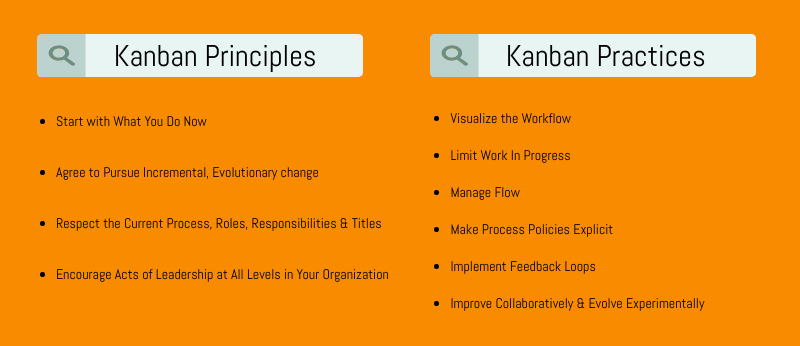 Kanban Principles
Start with What You Do Now
Agree to Pursue Incremental, Evolutionary change
Respect the Current Process, Roles, Responsibilities & Titles
Encourage Acts of Leadership at All Levels in Your Organization
Kanban Practices
Visualize the Workflow
Limit Work In Progress
Manage Flow
Make Process Policies Explicit
Implement Feedback Loops
Improve Collaboratively & Evolve Experimentally